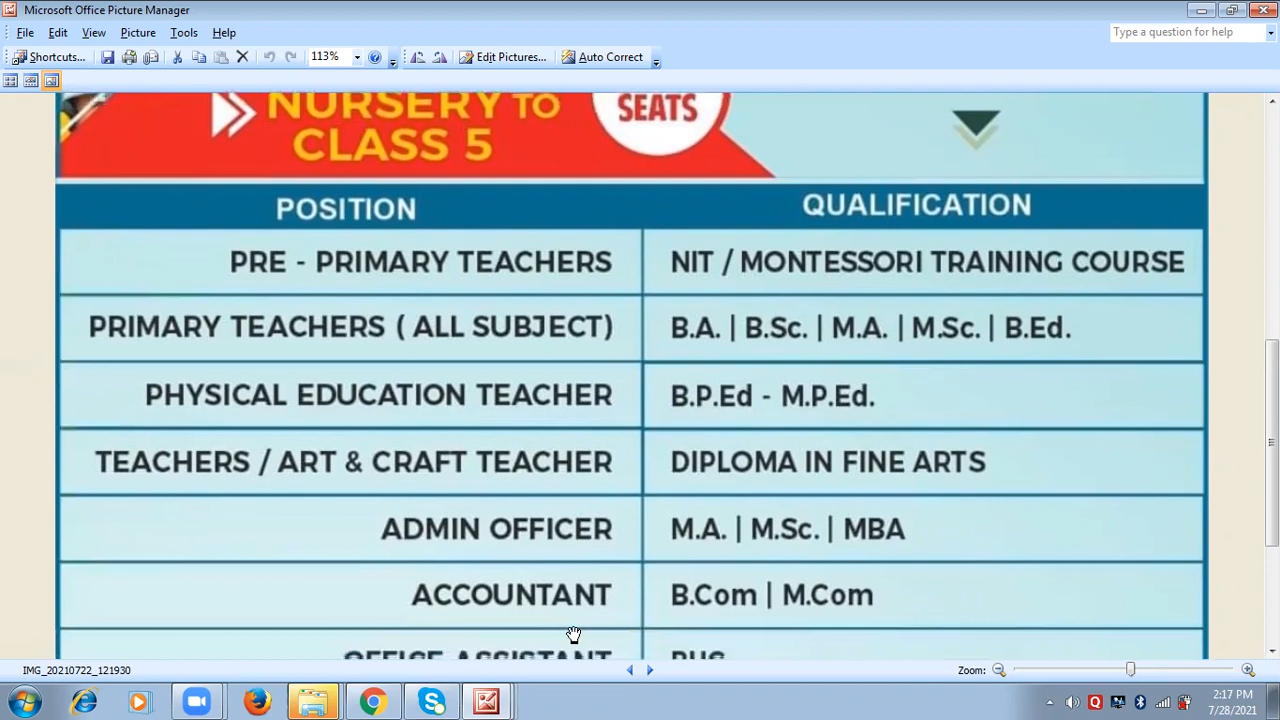 Microsoft Office Picture Manager
File Edit View Picture Tools Help
Type a question for help
Shortcuts... 113% Edit Pictures... Auto Correct
NURSERY TO
CLASS 5
SEATS
POSITION QUALIFICATION
PRE - PRIMARY TEACHERS NIT / MONTESSORI TRAINING COURSE
PRIMARY TEACHERS ( ALL SUBJECT) B.A. | B.Sc. | M.A. | M.Sc. | B.Ed.
PHYSICAL EDUCATION TEACHER B.P.Ed - M.P.Ed.
TEACHERS / ART & CRAFT TEACHER DIPLOMA IN FINE ARTS
ADMIN OFFICER M.A. | M.Sc. | MBA
ACCOUNTANT B.Com | M.Com
OFFICE ASSISTANT
IMG_20210722_121930 Zoom:
2:17 PM
7/28/2021